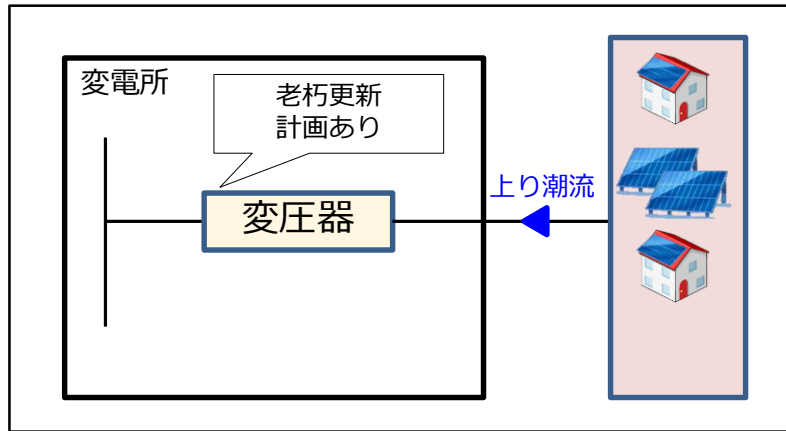 変電所
老朽更新
計画あり
変圧器
上り潮流